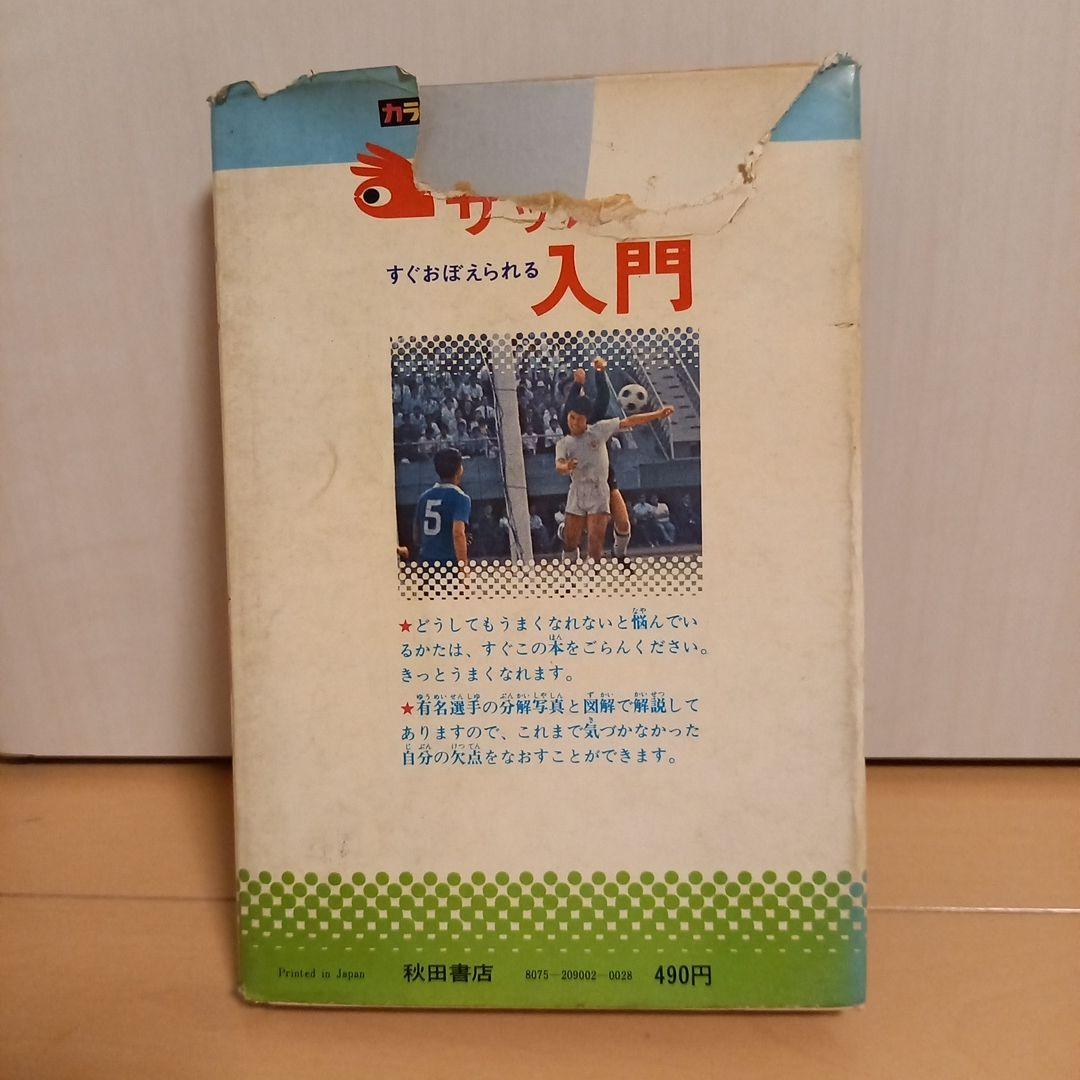 カラ
サッカ
すぐおぼえられる
入門
5
★どうしてもうまくなれないと悩んでい
るかたは、すぐこの本をごらんください。
きっとうまくなれます。
★有名選手の分解写真と図解で解説して
ありますので、これまで気づかなかった
自分の欠点をなおすことができます。
Printed in Japan 秋田書店 8075-209002-0028 490円